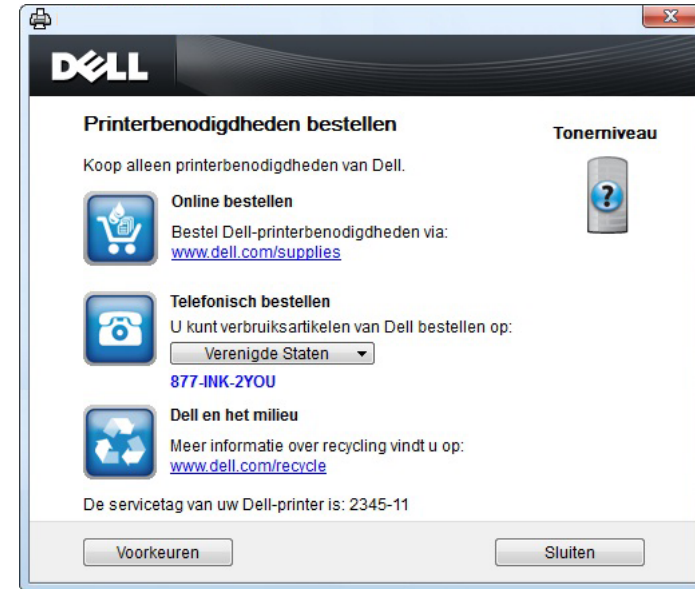 DELL
Printerbenodigdheden bestellen
Tonerniveau
Koop alleen printerbenodigdheden van Dell.
?
Online bestellen
Bestel Dell-printerbenodigdheden via:
www.dell.com/supplies
Telefonisch bestellen
U kunt verbruiksartikelen van Dell bestellen op:
Verenigde Staten
877-INK-2YOU
Dell en het milieu
Meer informatie over recycling vindt u op:
www.dell.com/recycle
De servicetag van uw Dell-printer is: 2345-11
Voorkeuren
Sluiten